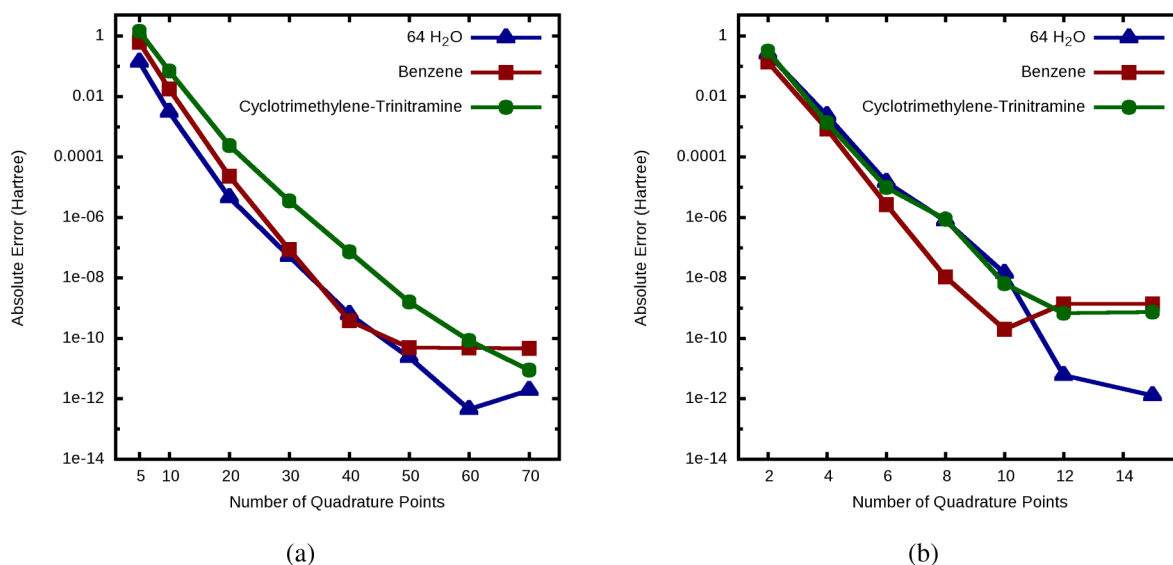 1
0.01
0.0001
1e-06
1e-08
1e-10
1e-12
1e-14
Absolute Error (Hartree)
64 H2O
Benzene
Cyclotrimethylene-Trinitramine
5 10 20 30 40 50 60 70
Number of Quadrature Points
(a)
1
0.01
0.0001
1e-06
1e-08
1e-10
1e-12
1e-14
Absolute Error (Hartree)
64 H2O
Benzene
Cyclotrimethylene-Trinitramine
2 4 6 8 10 12 14
Number of Quadrature Points
(b)